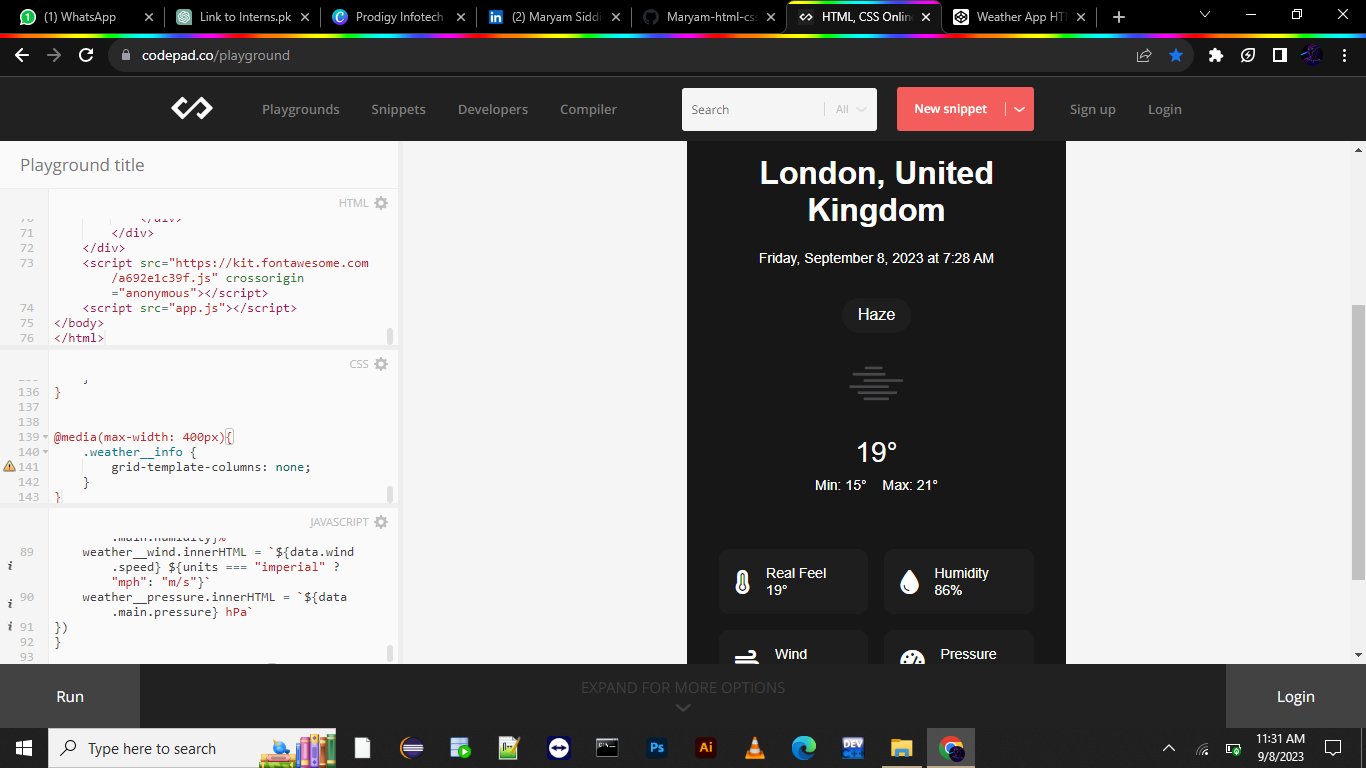 (1) WhatsApp
Link to Interns.pk
Prodigy Infotech
(2) Maryam Siddi
Maryam-html-css
HTML, CSS Onlin
Weather App HT
codepad.co/playground
Playgrounds
Snippets
Developers
Compiler
Search
All
New snippet
Sign up
Login
Playground title
HTML
70 </div>
71 </div>
72 </div>
73 <script src="https://kit.fontawesome.com
/a692e1c39f.js" crossorigin
="anonymous"></script>
74 <script src="app.js"></script>
75 </body>
76 </html>
CSS
136 }
137
138
139 @media(max-width: 400px){
140 .weather__info {
141 grid-template-columns: none;
142 }
143 }
JAVASCRIPT
.main.humidity}%`
89 weather__wind.innerHTML = `${data.wind
.speed} ${units === "imperial" ?
"mph": "m/s"}`
90 weather__pressure.innerHTML = `${data
.main.pressure} hPa`
91 })
92 }
93
London, United
Kingdom
Friday, September 8, 2023 at 7:28 AM
Haze
19°
Min: 15° Max: 21°
Real Feel
19°
Humidity
86%
Wind
Pressure
Run
EXPAND FOR MORE OPTIONS
Login
Type here to search
Ps
Ai
DEV
11:31 AM
9/8/2023